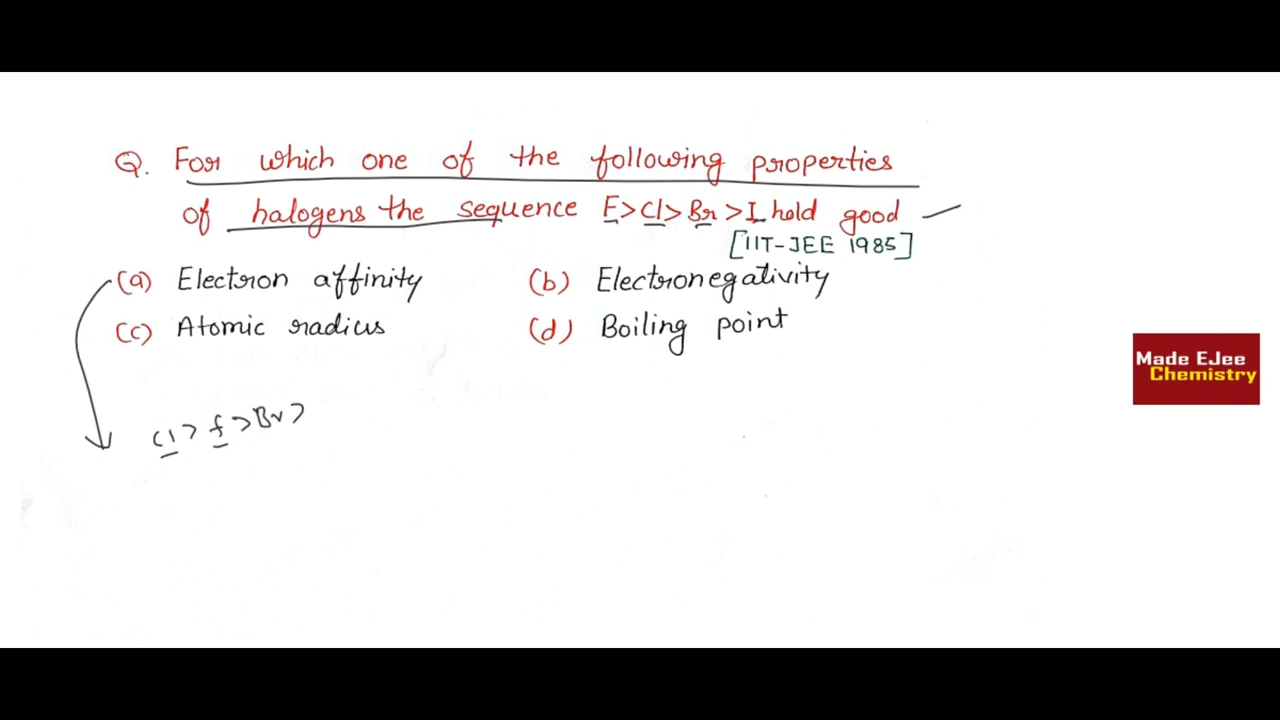 Q. For which one of the following properties
of halogens the sequence F > Cl > Br > I hold good
[IIT-JEE 1985]
(a) Electron affinity (b) Electronegativity
(c) Atomic radius (d) Boiling point
Made EJee
Chemistry
Cl > f > Br >